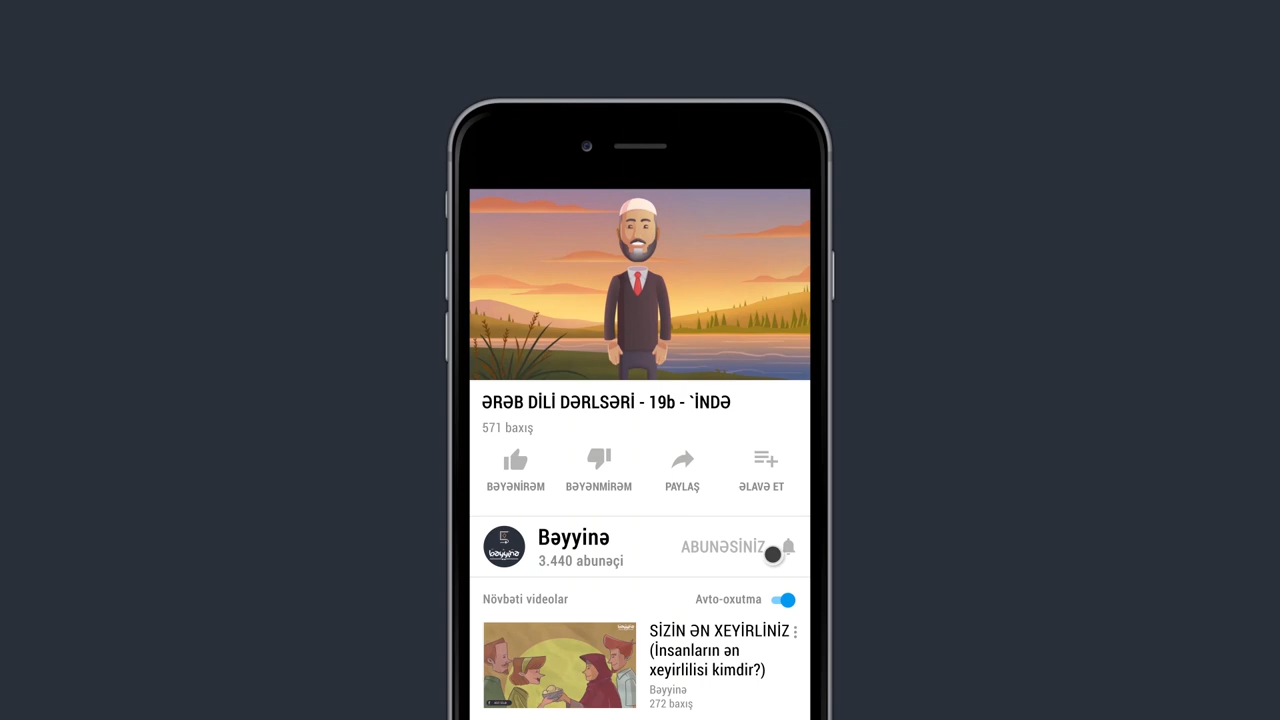 ƏRƏB DİLİ DƏRLSƏRİ - 19b - `İNDƏ
571 baxış
BƏYƏNİRƏM BƏYƏNMİRƏM PAYLAŞ ƏLAVƏ ET
bəyyinə
Bəyyinə
3.440 abunəçi
ABUNƏSİNİZ
Növbəti videolar
Avto-oxutma
bəyyinə
SİZİN ƏN XEYİRLİNİZ
(İnsanların ən
xeyirlilisi kimdir?)
Bəyyinə
272 baxış